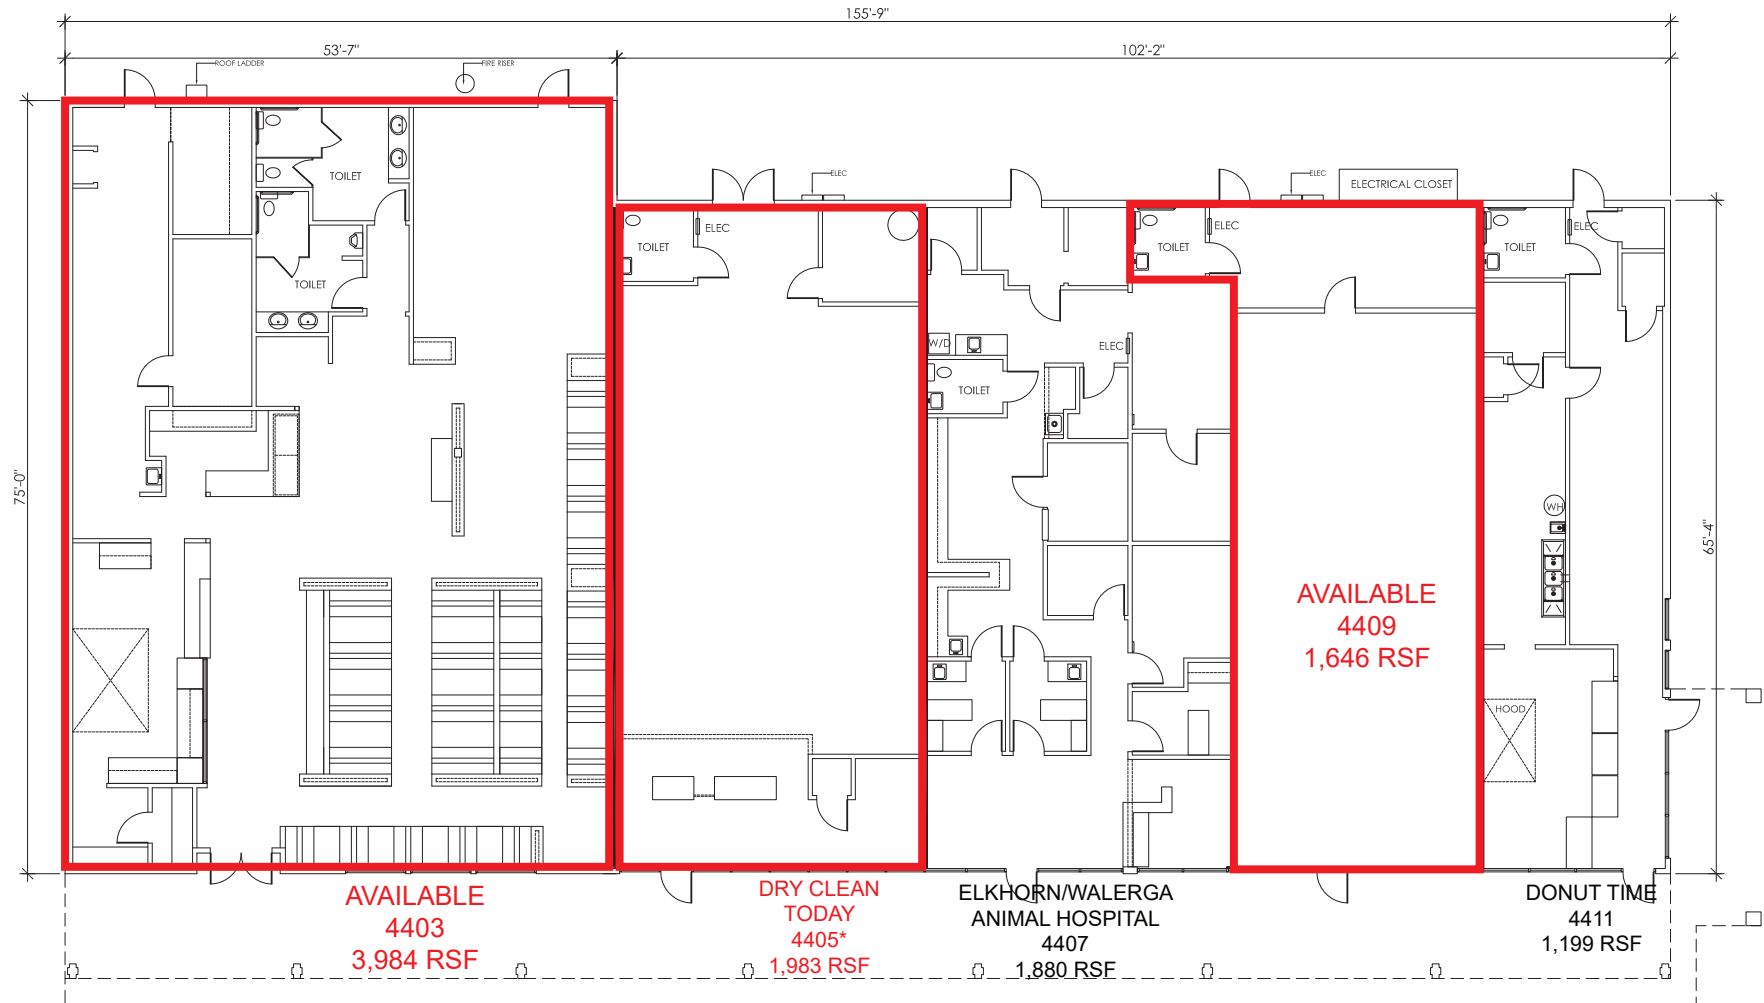 155'-9"
53'-7"
102'-2"
ROOF LADDER
FIRE RISER
ELEC
ELEC
ELECTRICAL CLOSET
TOILET
TOILET
ELEC
TOILET
ELEC
TOILET
ELEC
TOILET
TOILET
W/D
ELEC
TOILET
75'-0"
WH
65'-4"
AVAILABLE
4409
1,646 RSF
HOOD
AVAILABLE
4403
3,984 RSF
DRY CLEAN
TODAY
4405*
1,983 RSF
ELKHORN/WALERGA
ANIMAL HOSPITAL
4407
1,880 RSF
DONUT TIME
4411
1,199 RSF